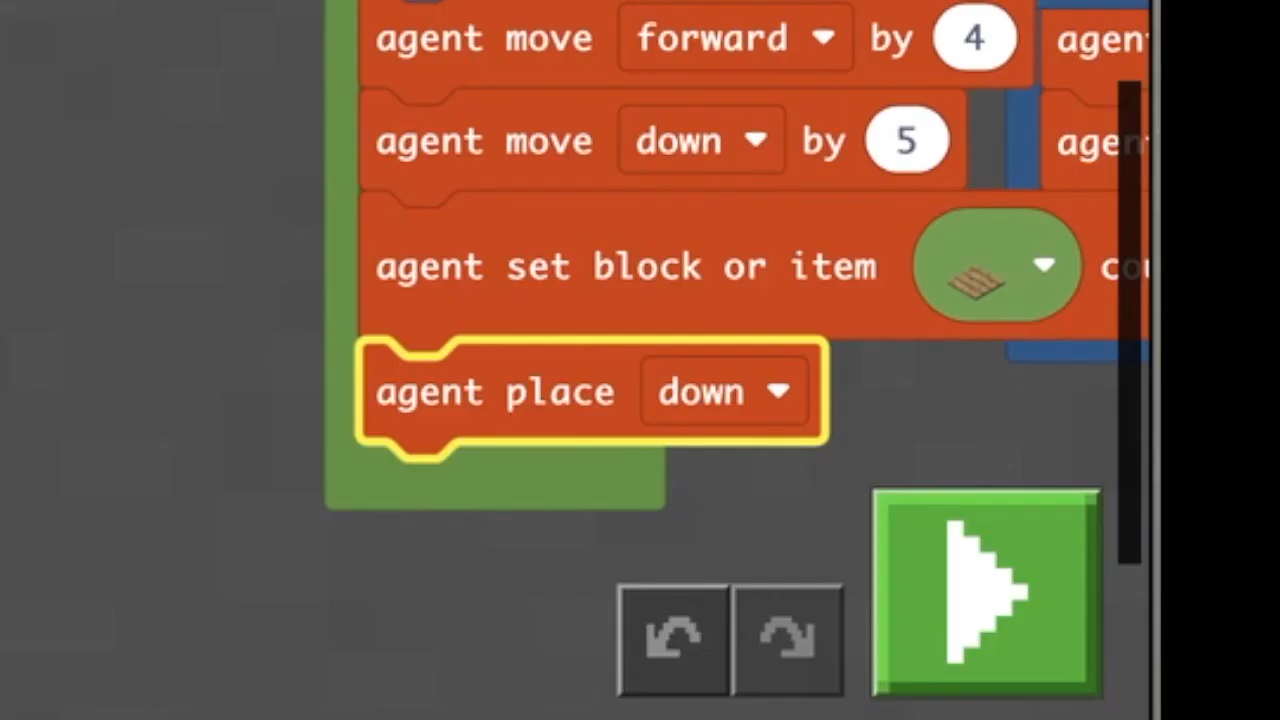 agent move forward by 4
agent move down by 5
agent set block or item
agent place down